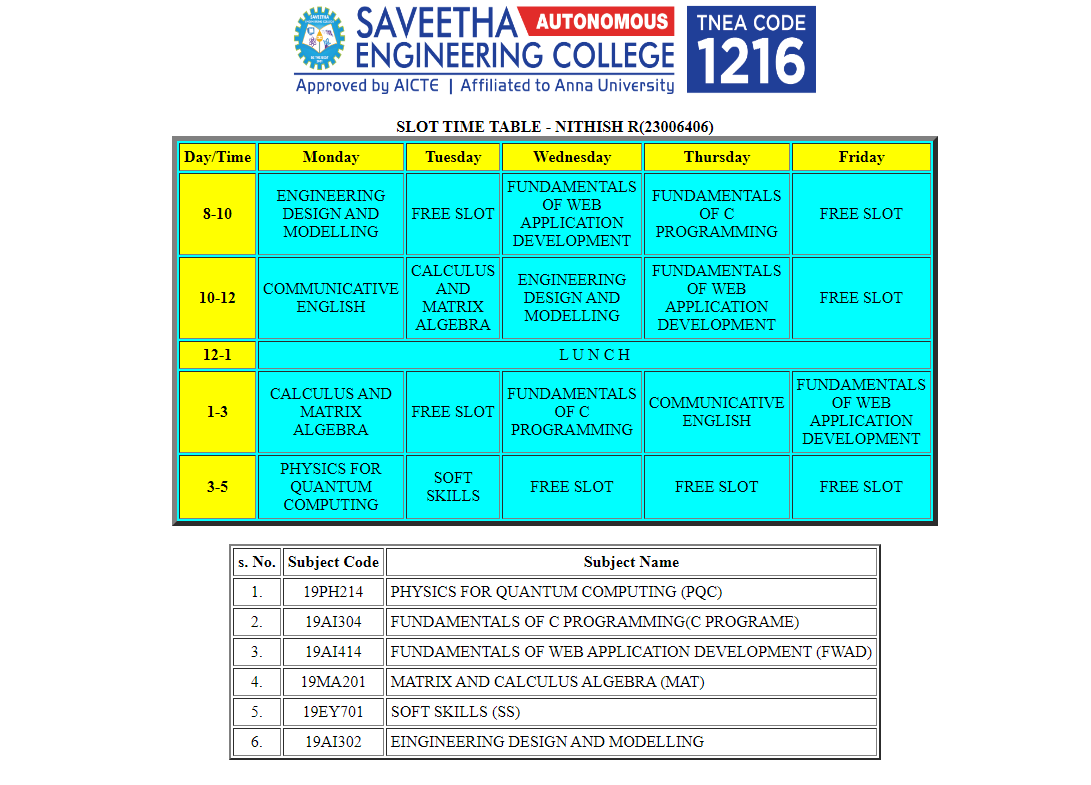 SAVEETHA AUTONOMOUS
ENGINEERING COLLEGE
Approved by AICTE | Affiliated to Anna University
TNEA CODE
1216
SLOT TIME TABLE - NITHISH R(23006406)
Day/Time Monday Tuesday Wednesday Thursday Friday
8-10
ENGINEERING
DESIGN AND
MODELLING
FREE SLOT
FUNDAMENTALS
OF WEB
APPLICATION
DEVELOPMENT
FUNDAMENTALS
OF C
PROGRAMMING
FREE SLOT
10-12
COMMUNICATIVE
ENGLISH
CALCULUS
AND
MATRIX
ALGEBRA
ENGINEERING
DESIGN AND
MODELLING
FUNDAMENTALS
OF WEB
APPLICATION
DEVELOPMENT
FREE SLOT
12-1
L U N C H
1-3
CALCULUS AND
MATRIX
ALGEBRA
FREE SLOT
FUNDAMENTALS
OF C
PROGRAMMING
COMMUNICATIVE
ENGLISH
FUNDAMENTALS
OF WEB
APPLICATION
DEVELOPMENT
3-5
PHYSICS FOR
QUANTUM
COMPUTING
SOFT
SKILLS
FREE SLOT
FREE SLOT
FREE SLOT
s. No. Subject Code Subject Name
1. 19PH214 PHYSICS FOR QUANTUM COMPUTING (PQC)
2. 19AI304 FUNDAMENTALS OF C PROGRAMMING(C PROGRAME)
3. 19AI414 FUNDAMENTALS OF WEB APPLICATION DEVELOPMENT (FWAD)
4. 19MA201 MATRIX AND CALCULUS ALGEBRA (MAT)
5. 19EY701 SOFT SKILLS (SS)
6. 19AI302 EINGINEERING DESIGN AND MODELLING